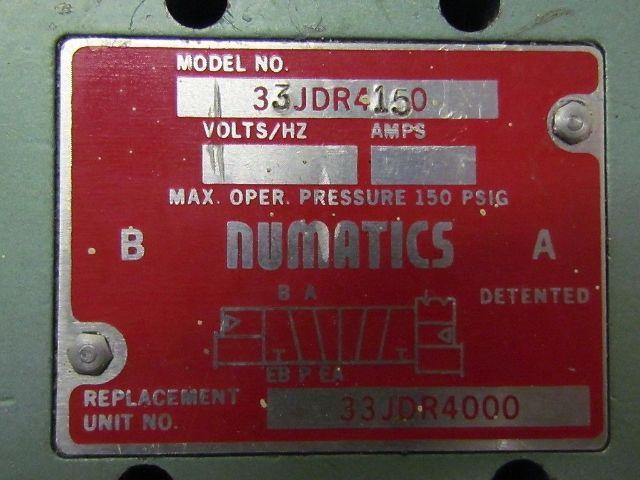 MODEL NO.
33JDR4150
VOLTS/HZ AMPS
MAX. OPER. PRESSURE 150 PSIG
B NUMATICS A
B A
DETENTED
T T
EB P EA
REPLACEMENT
UNIT NO.
33JDR4000